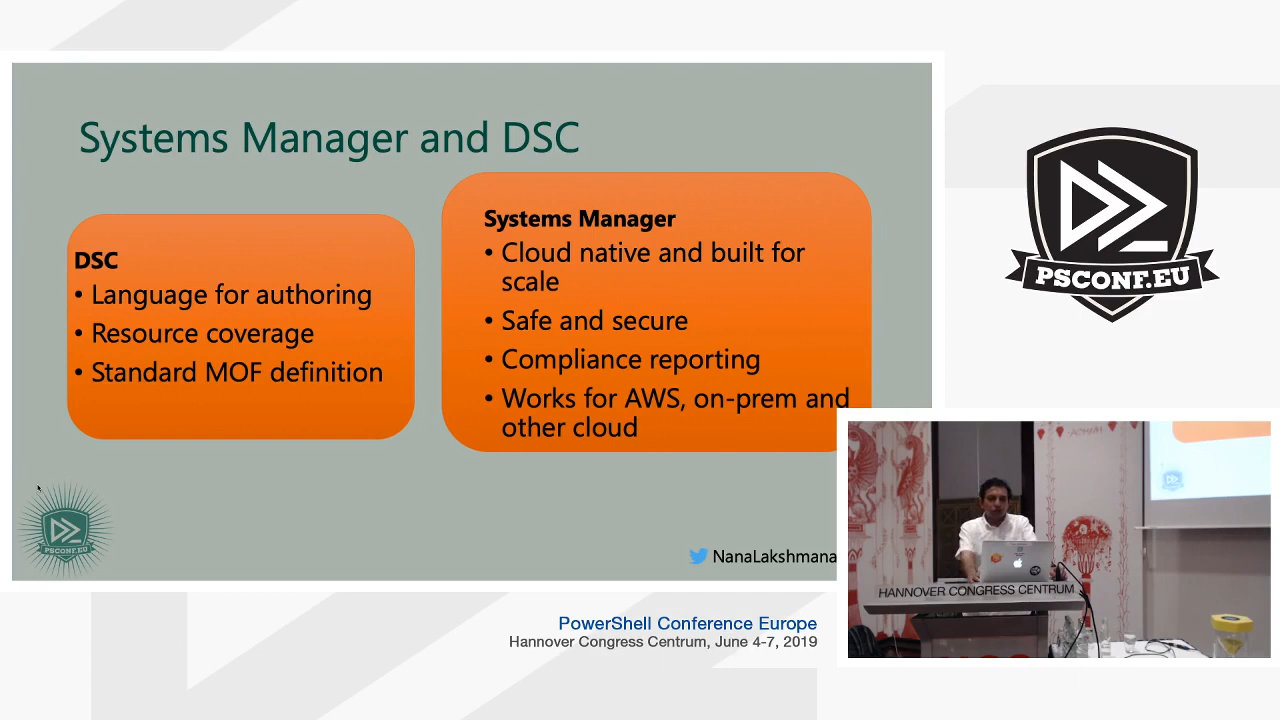 Systems Manager and DSC
DSC
• Language for authoring
• Resource coverage
• Standard MOF definition
Systems Manager
• Cloud native and built for
scale
• Safe and secure
• Compliance reporting
• Works for AWS, on-prem and
other cloud
PSCONF.EU
NanaLakshmana
PSCONF.EU
HANNOVER CONGRESS CENTRUM
PowerShell Conference Europe
Hannover Congress Centrum, June 4-7, 2019